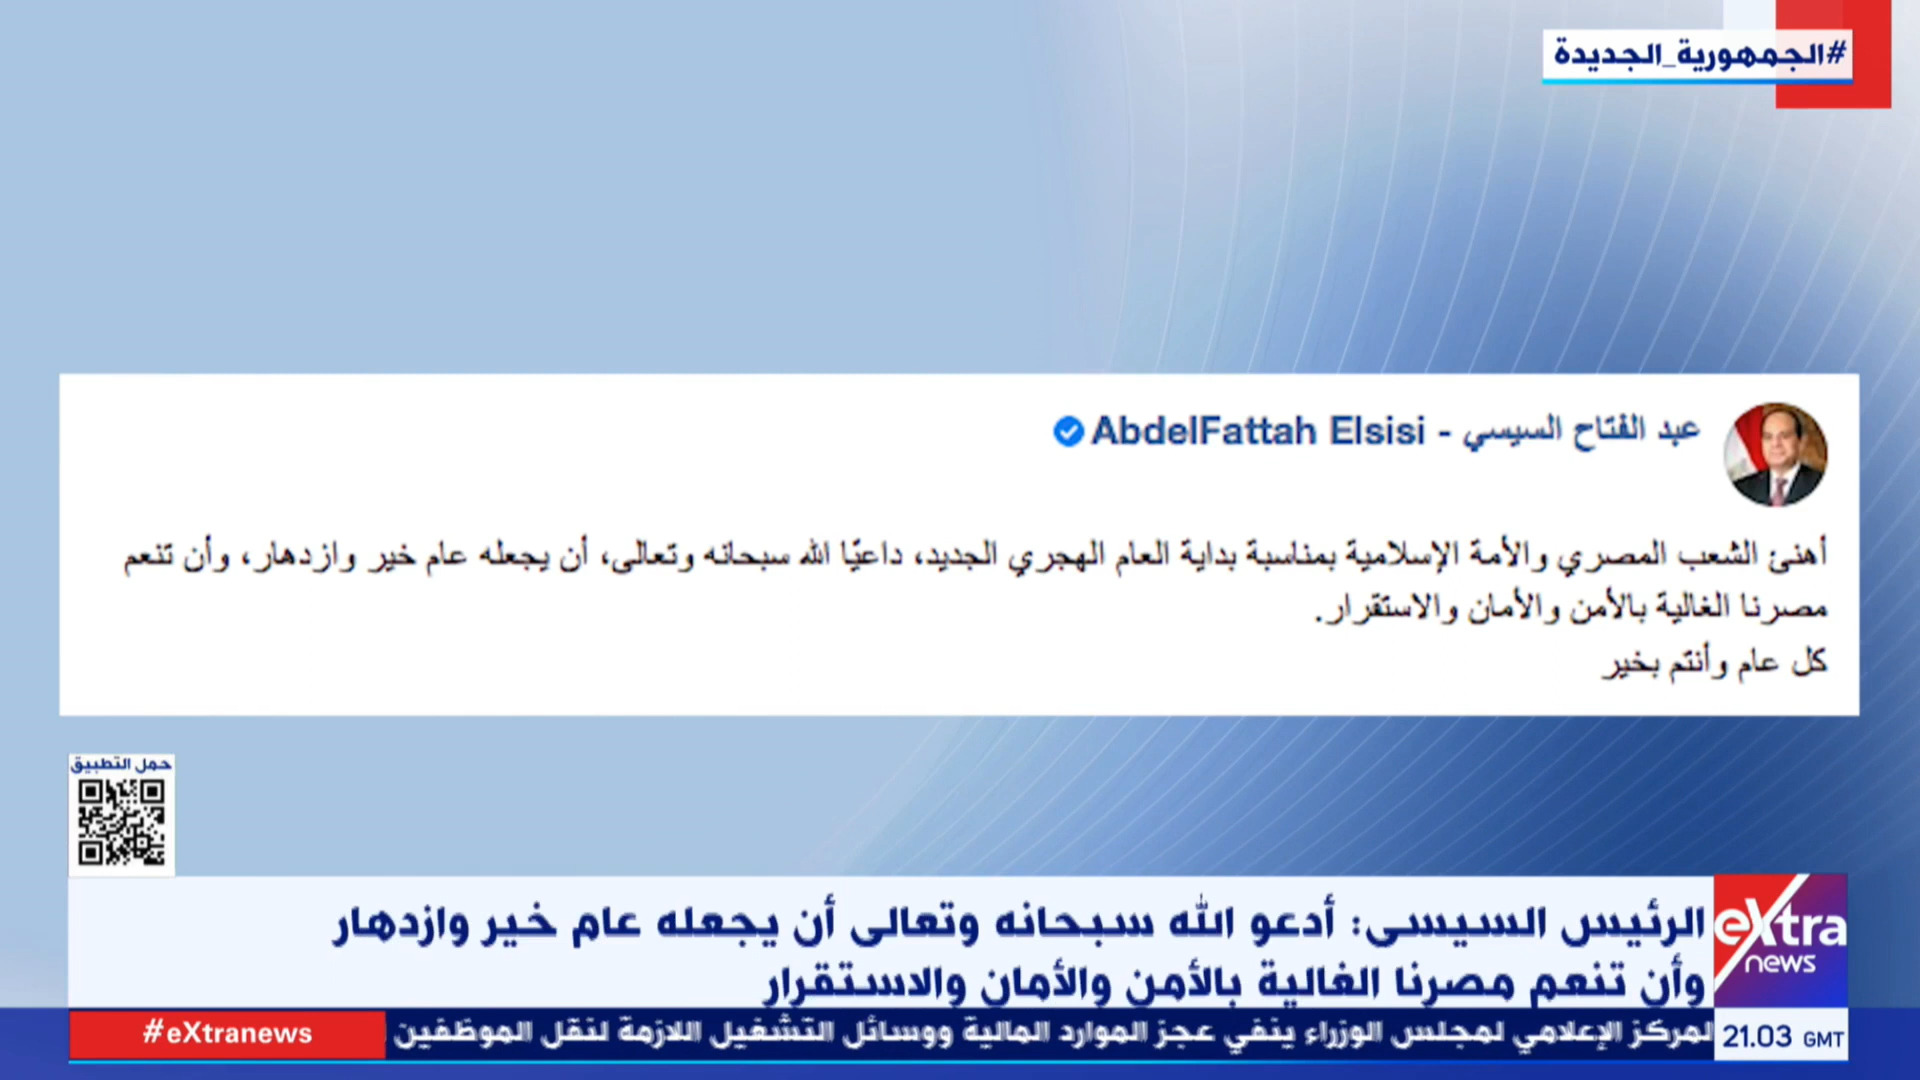 #الجمهورية_الجديدة
عبد الفتاح السيسي - AbdelFattah Elsisi
أهنئ الشعب المصري والأمة الإسلامية بمناسبة بداية العام الهجري الجديد، داعيًا الله سبحانه وتعالى، أن يجعله عام خير وازدهار، وأن تنعم
مصرنا الغالية بالأمن والأمان والاستقرار.
كل عام وأنتم بخير
حمل التطبيق
الرئيس السيسى: أدعو الله سبحانه وتعالى أن يجعله عام خير وازدهار
وأن تنعم مصرنا الغالية بالأمن والأمان والاستقرار
eXtra
news
#eXtranews
لمركز الإعلامي لمجلس الوزراء ينفي عجز الموارد المالية ووسائل التشغيل اللازمة لنقل الموظفين
21.03 GMT